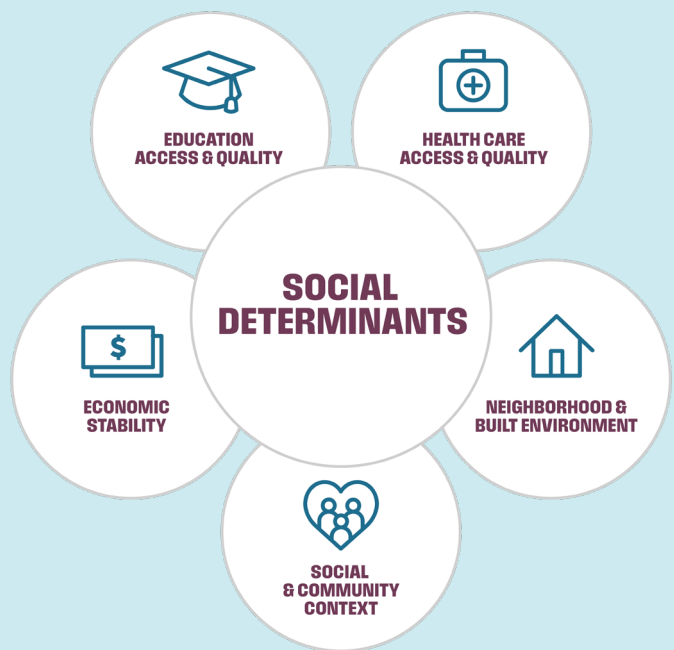 EDUCATION
ACCESS & QUALITY
HEALTH CARE
ACCESS & QUALITY
SOCIAL
DETERMINANTS
$
ECONOMIC
STABILITY
NEIGHBORHOOD &
BUILT ENVIRONMENT
SOCIAL
& COMMUNITY
CONTEXT